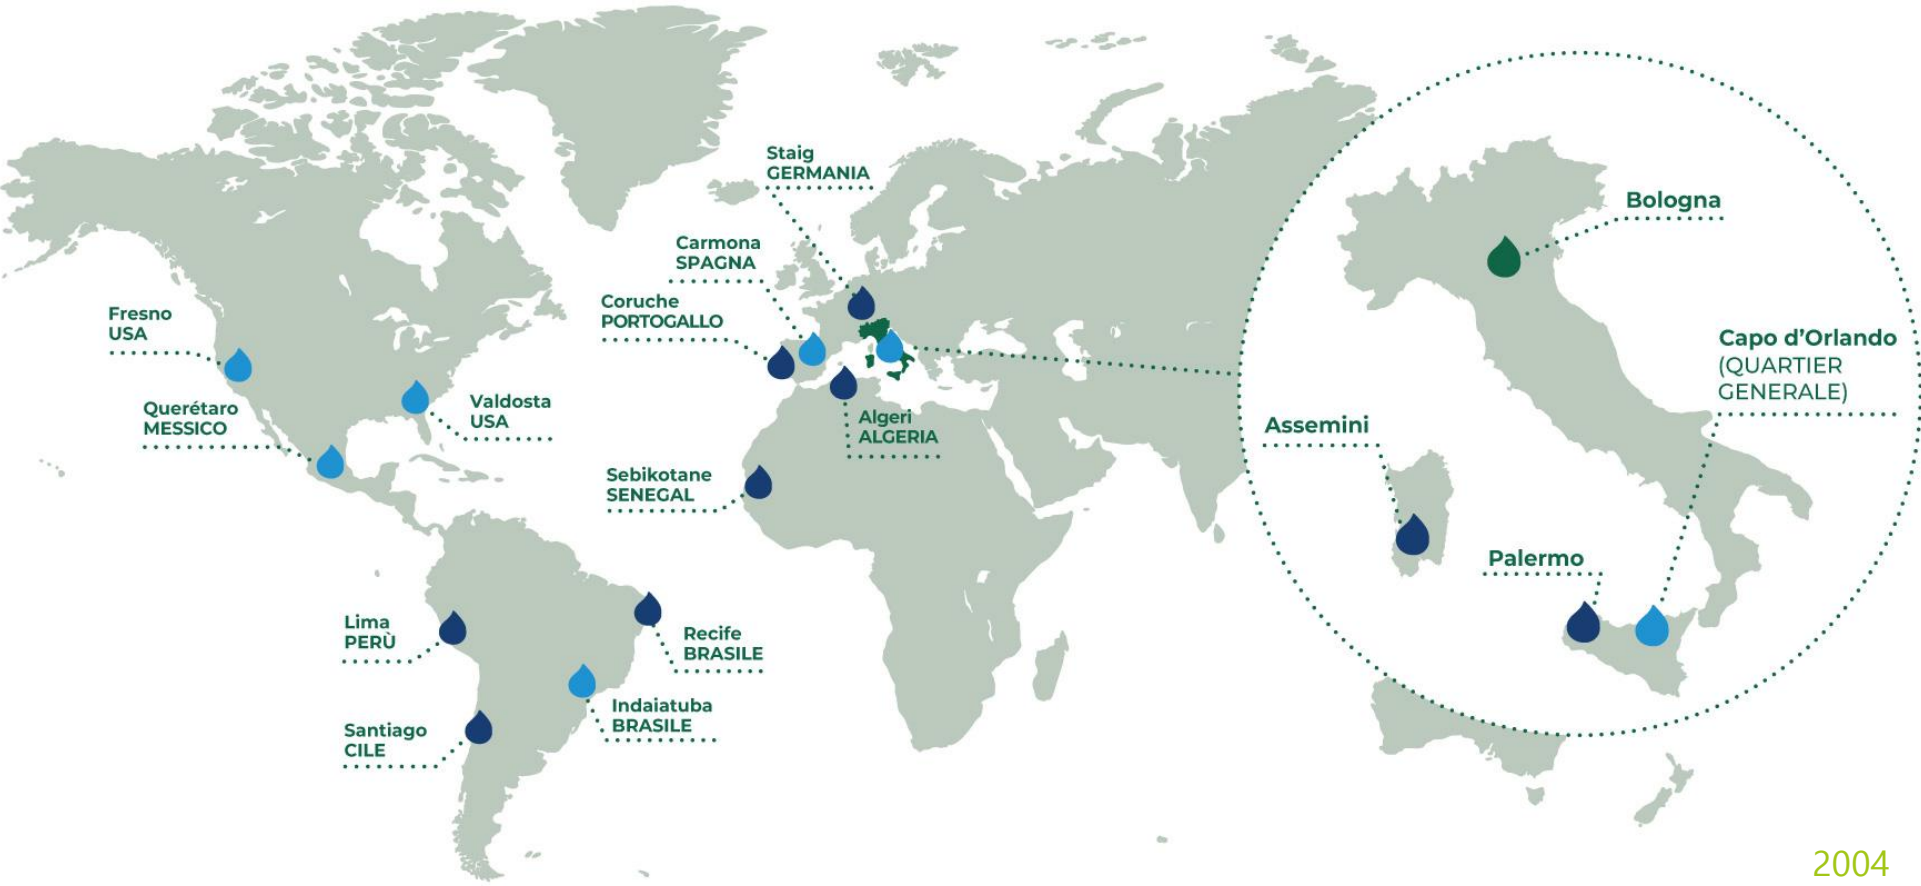 Staig
GERMANIA
Carmona
SPAGNA
Coruche
PORTOGALLO
Fresno
USA
Querétaro
MESSICO
Valdosta
USA
Algeri
ALGERIA
Sebikotane
SENEGAL
Lima
PERÙ
Recife
BRASILE
Indaiatuba
BRASILE
Santiago
CILE
Bologna
Capo d'Orlando
(QUARTIER
GENERALE)
Assemini
Palermo
2004